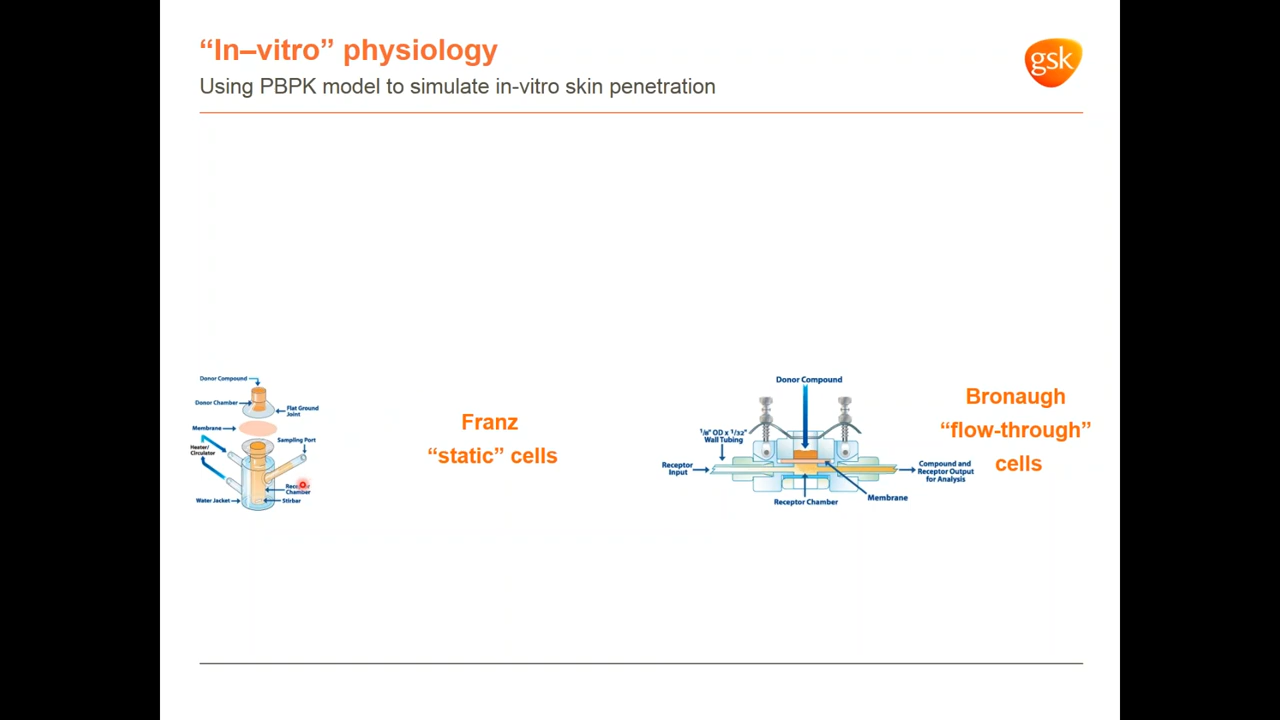 “In–vitro” physiology
gsk
Using PBPK model to simulate in-vitro skin penetration
Donor Compound
Donor Chamber
Flat Ground
Joint
Membrane
Sampling Port
Heater/
Circulator
Chamber
Water Jacket
Stirbar
Franz
“static” cells
Donor Compound
1/8" OD x 1/32"
Wall Tubing
Receptor
Input
Compound and
Receptor Output
for Analysis
Membrane
Receptor Chamber
Bronaugh
“flow-through”
cells